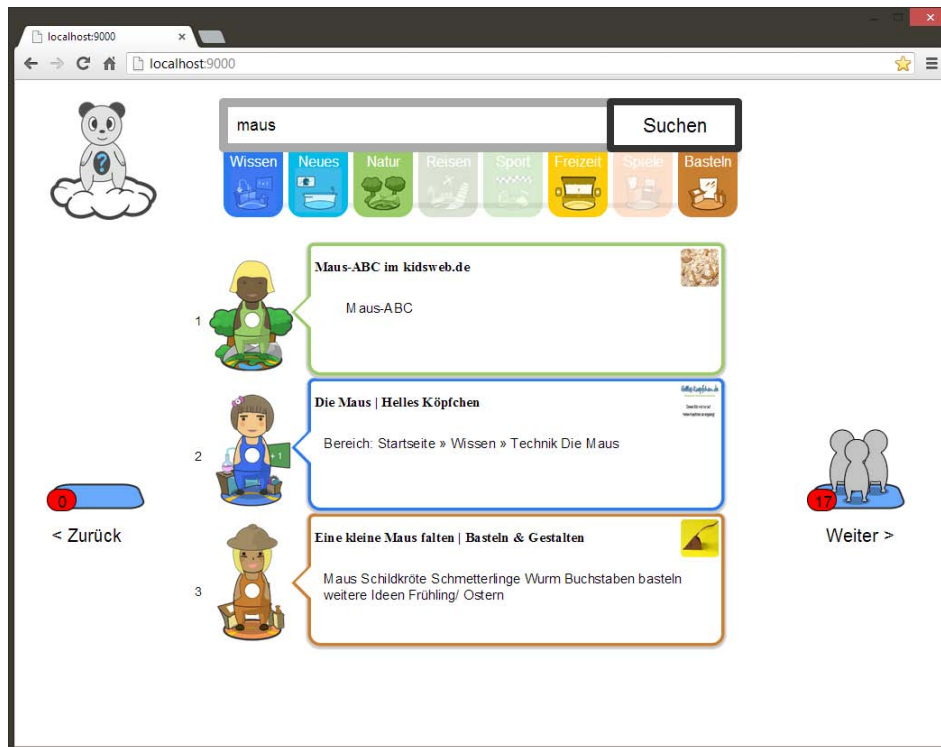 localhost:9000
localhost:9000
maus
Suchen
Wissen
Neues
Natur
Reisen
Sport
Freizeit
Spiele
Basteln
?
1
Maus-ABC im kidsweb.de
Maus-ABC
2
+1
Die Maus | Helles Köpfchen
Bereich: Startseite » Wissen » Technik Die Maus
0
< Zurück
17
Weiter >
3
Eine kleine Maus falten | Basteln & Gestalten
Maus Schildkröte Schmetterlinge Wurm Buchstaben basteln
weitere Ideen Frühling/ Ostern